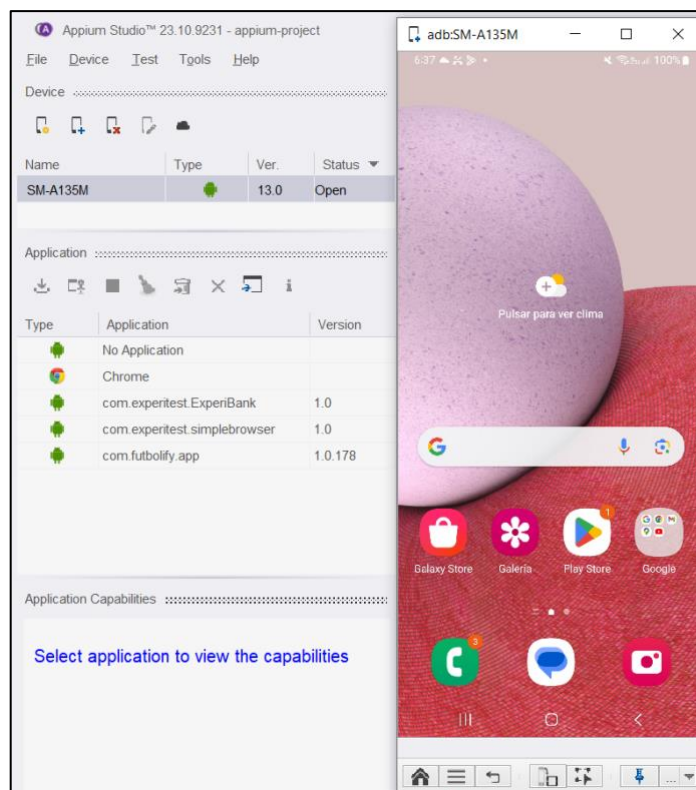 Appium Studio™ 23.10.9231 - appium-project
File Device Test Tools Help
Device
Name Type Ver. Status
SM-A135M 13.0 Open
Application
Type Application Version
No Application
Chrome
com.experitest.ExperiBank 1.0
com.experitest.simplebrowser 1.0
com.futbolify.app 1.0.178
Application Capabilities
Select application to view the capabilities
adb:SM-A135M
6:37 100%
Pulsar para ver clima
1
Galaxy Store Galería Play Store Google
3
...